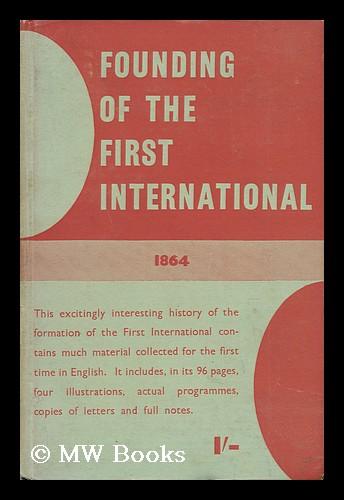 FOUNDING
OF THE
FIRST
INTERNATIONAL
1864
This excitingly interesting history of the
formation of the First International con-
tains much material collected for the first
time in English. It includes, in its 96 pages,
four illustrations, actual programmes,
copies of letters and full notes.
1/-
© MW Books